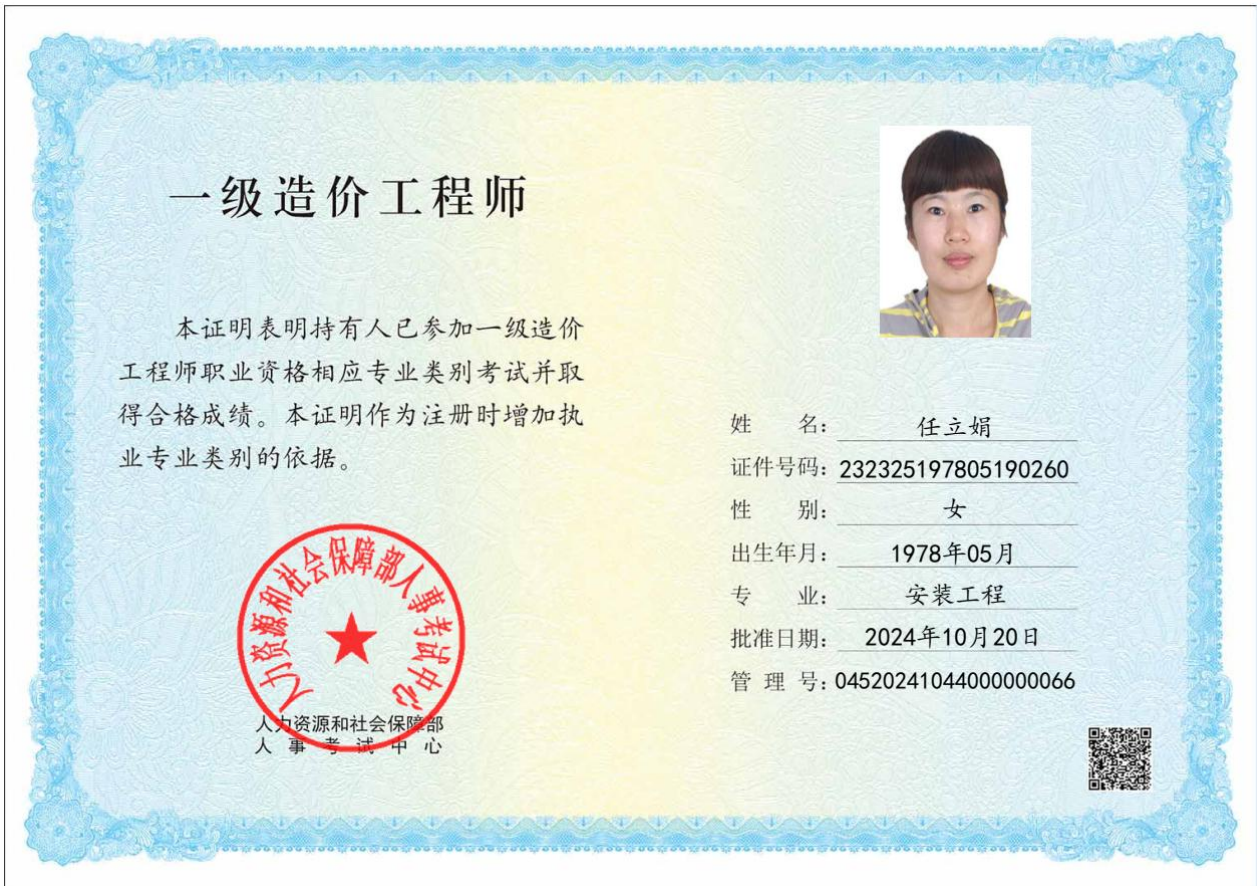 一级造价工程师
本证明表明持有人已参加一级造价
工程师职业资格相应专业类别考试并取
得合格成绩。本证明作为注册时增加执
业专业类别的依据。
人力资源和社会保障部人事考试中心
人力资源和社会保障部
人事考试中心
姓名：任立娟
证件号码：232325197805190260
性别：女
出生年月：1978年05月
专业：安装工程
批准日期：2024年10月20日
管理号：04520241044000000066